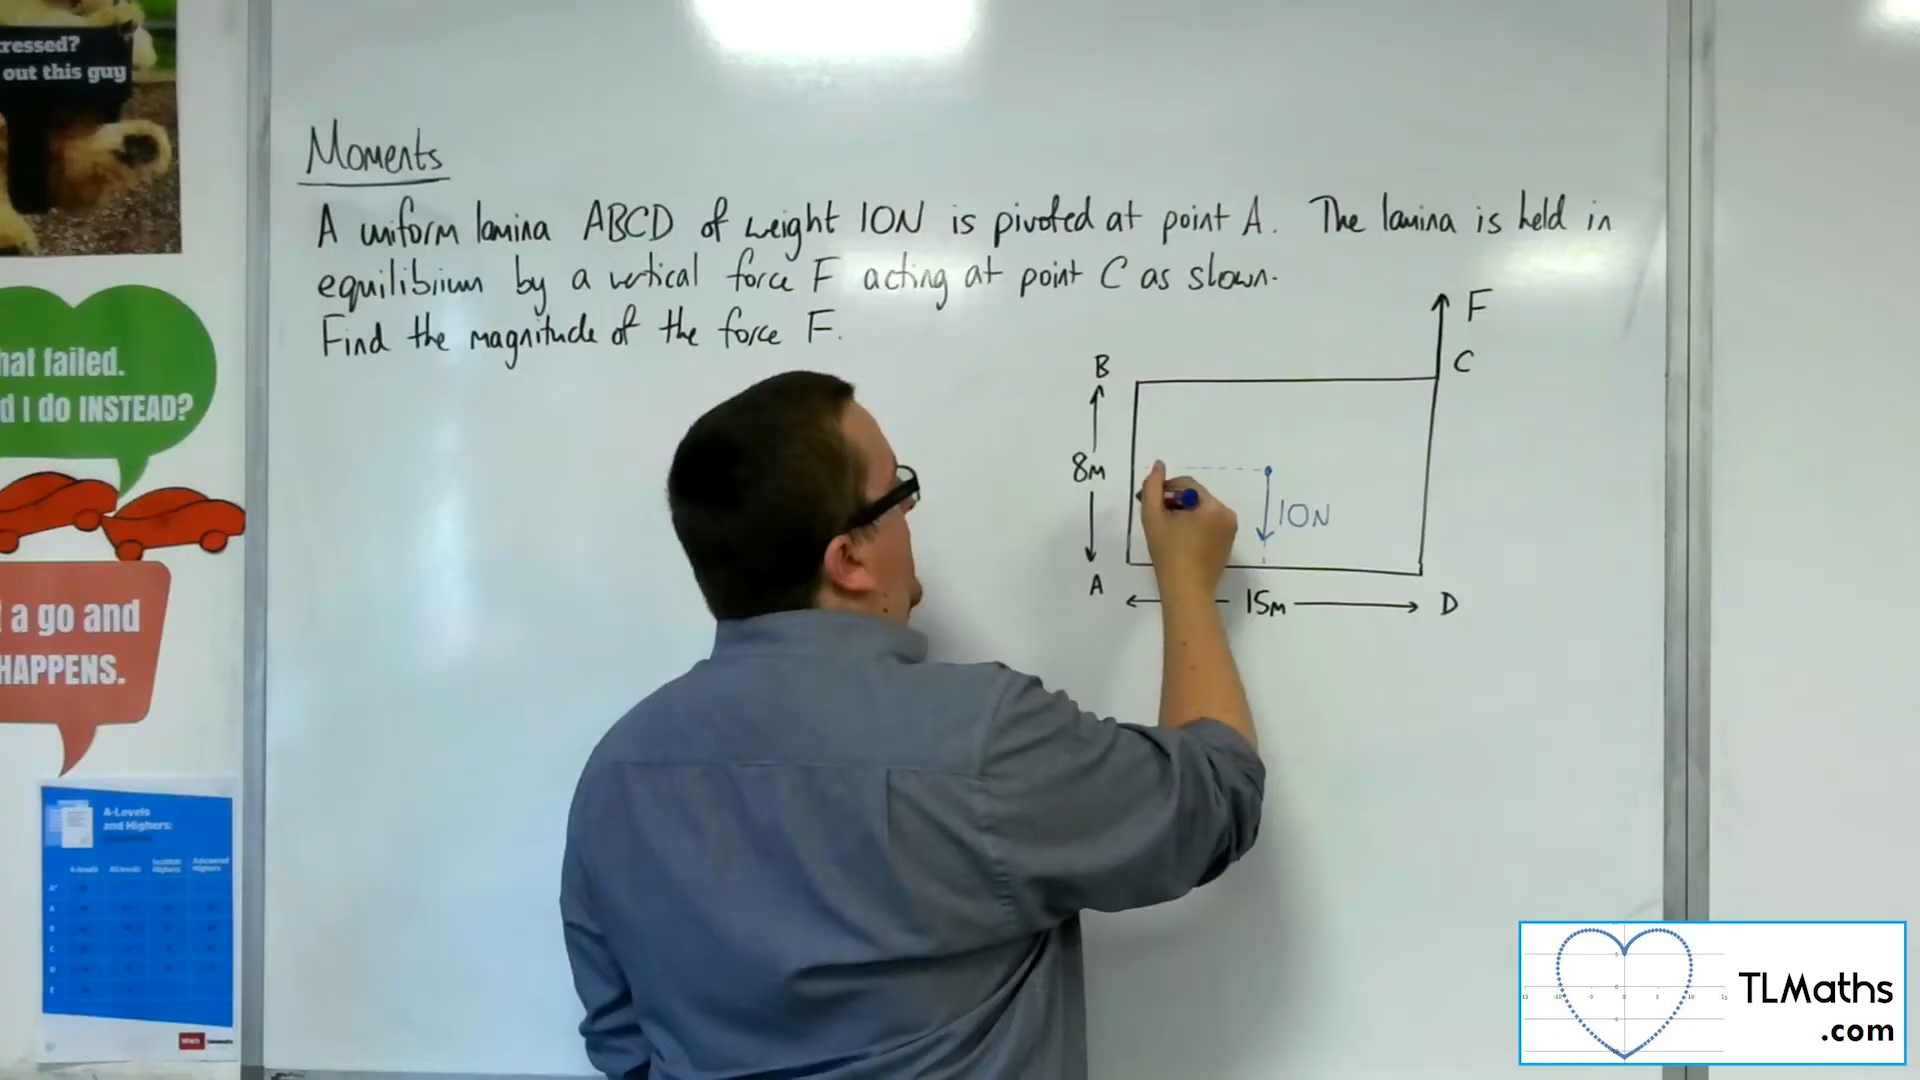 ressed?
out this guy
hat failed.
d I do INSTEAD?
a go and
HAPPENS.
A-Levels
and Highers:
Moments
A uniform lamina ABCD of weight 10N is pivoted at point A. The lamina is held in
equilibrium by a vertical force F acting at point C as shown.
Find the magnitude of the force F.
F
B
C
8m
10N
A
15m
D
TLMaths
.com